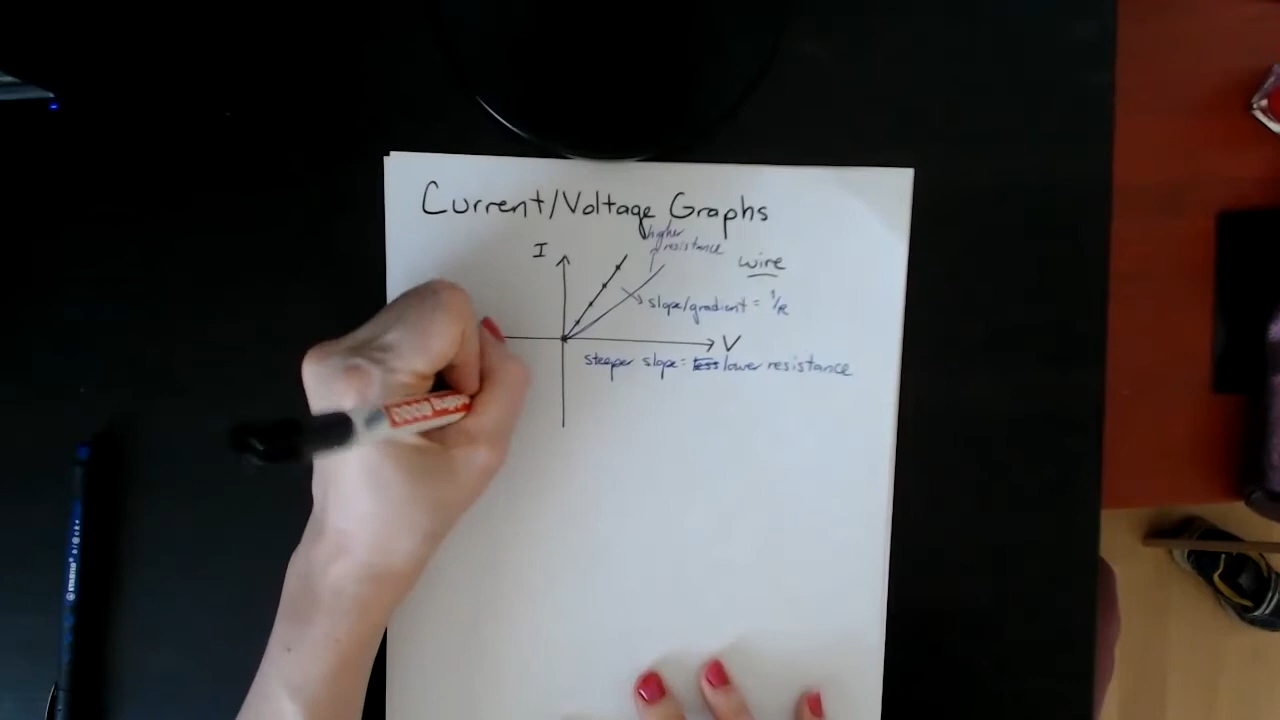 Current/Voltage Graphs
I
higher
resistance
wire
slope/gradient = 1/R
V
steeper slope = less lower resistance